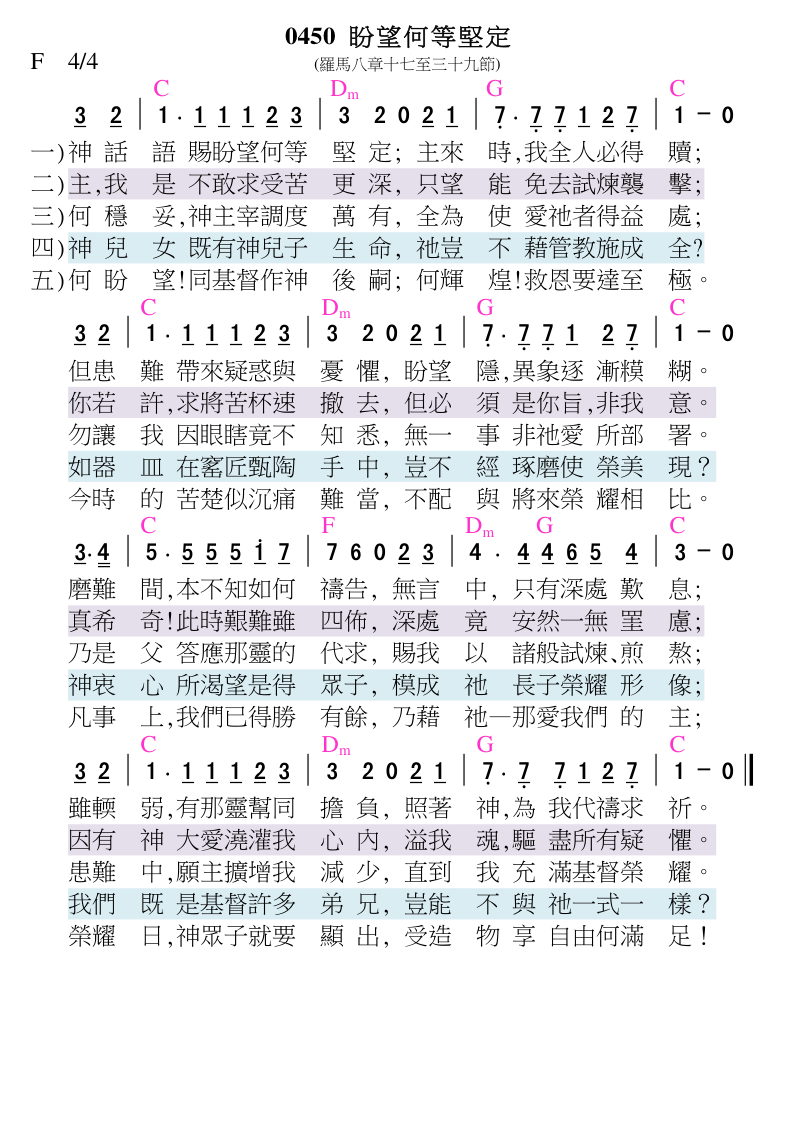 0450 盼望何等堅定
(羅馬八章十七至三十九節)
F 4/4
C Dm G C
3 2 | 1 · 1 1 1 2 3 | 3 2 0 2 1 | 7 · 7 7 1 2 7 | 1 - 0
一)神話語賜盼望何等堅定; 主來時,我全人必得贖;
二)主,我是不敢求受苦更深, 只望能免去試煉襲擊;
三)何穩妥,神主宰調度萬有, 全為使愛祂者得益處;
四)神兒女既有神兒子生命, 祂豈不藉管教施成全?
五)何盼望!同基督作神後嗣; 何輝煌!救恩要達至極。
C Dm G C
3 2 | 1 · 1 1 1 2 3 | 3 2 0 2 1 | 7 · 7 7 1 2 7 | 1 - 0
但患難帶來疑惑與憂懼, 盼望隱,異象逐漸糢糊。
你若許,求將苦杯速撤去, 但必須是你旨,非我意。
勿讓我因眼瞎竟不知悉, 無一事非祂愛所部署。
如器皿在窰匠甄陶手中, 豈不經琢磨使榮美現?
今時的苦楚似沉痛難當, 不配與將來榮耀相比。
C F Dm G C
3· 4 | 5 · 5 5 5 i 7 | 7 6 0 2 3 | 4 · 4 4 6 5 4 | 3 - 0
磨難間,本不知如何禱告, 無言中, 只有深處歎息;
真希奇!此時艱難雖四佈, 深處竟安然一無罣慮;
乃是父答應那靈的代求, 賜我以諸般試煉、煎熬;
神衷心所渴望是得眾子, 模成祂長子榮耀形像;
凡事上,我們已得勝有餘, 乃藉祂—那愛我們的主;
C Dm G C
3 2 | 1 · 1 1 1 2 3 | 3 2 0 2 1 | 7 · 7 7 1 2 7 | 1 - 0
雖輭弱,有那靈幫同擔負, 照著神,為我代禱求祈。
因有神大愛澆灌我心內, 溢我魂,驅盡所有疑懼。
患難中,願主擴增我減少, 直到我充滿基督榮耀。
我們既是基督許多弟兄, 豈能不與祂一式一樣?
榮耀日,神眾子就要顯出, 受造物享自由何滿足!